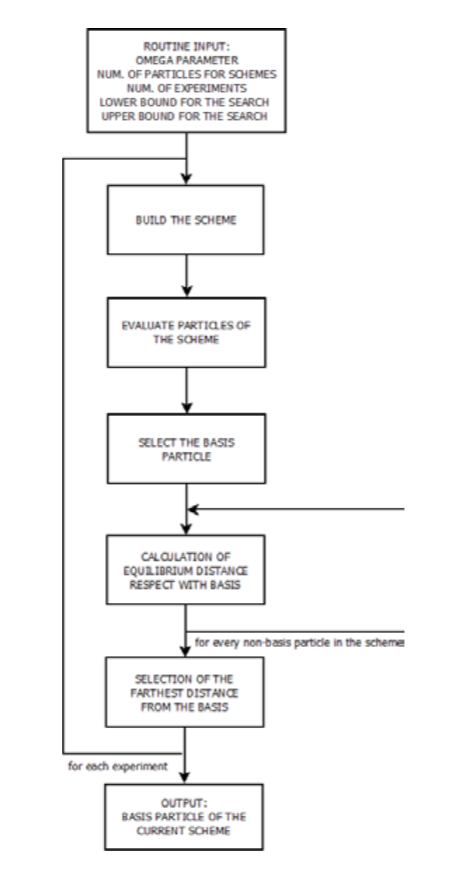 ROUTINE INPUT:
OMEGA PARAMETER
NUM. OF PARTICLES FOR SCHEMES
NUM. OF EXPERIMENTS
LOWER BOUND FOR THE SEARCH
UPPER BOUND FOR THE SEARCH
BUILD THE SCHEME
EVALUATE PARTICLES OF
THE SCHEME
SELECT THE BASIS
PARTICLE
CALCULATION OF
EQUILIBRIUM DISTANCE
RESPECT WITH BASIS
for every non-basis particle in the schemes
SELECTION OF THE
FARTHEST DISTANCE
FROM THE BASIS
for each experiment
OUTPUT:
BASIS PARTICLE OF THE
CURRENT SCHEME